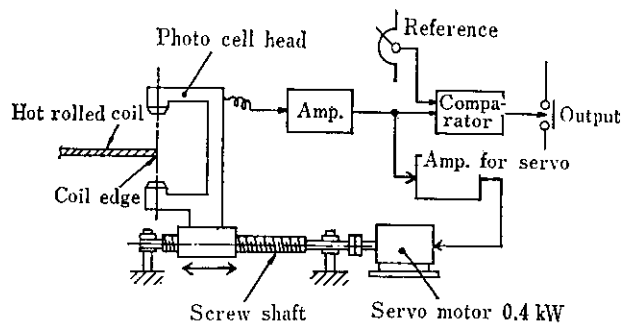 Reference
Photo cell head
Hot rolled coil
Amp.
Compa-
rator
Output
Amp. for servo
Coil edge
Screw shaft
Servo motor 0.4 kW